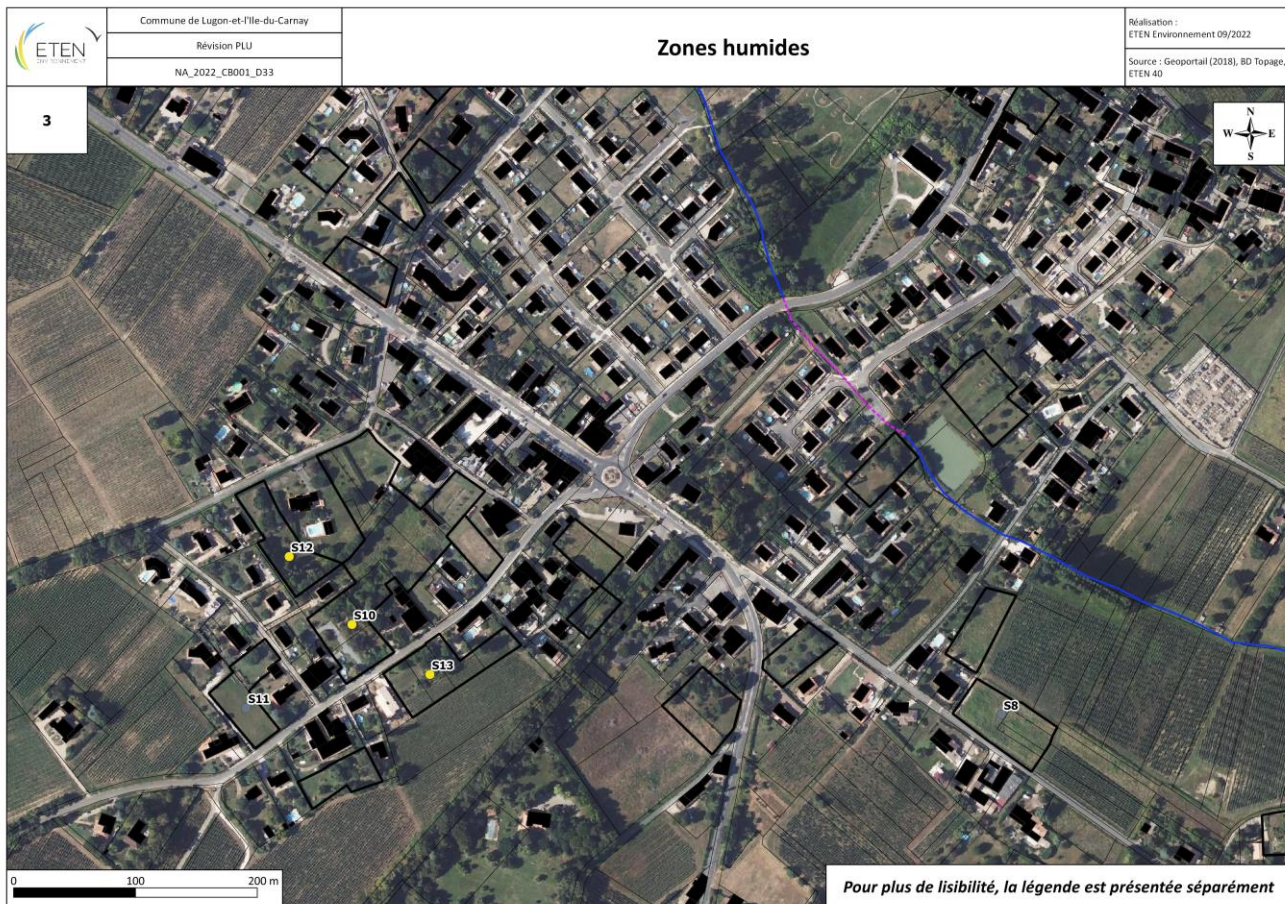 ETEN
ENVIRONNEMENT
Commune de Lugon-et-l'Ile-du-Carnay
Révision PLU
NA_2022_CB001_D33
Zones humides
Réalisation :
ETEN Environnement 09/2022
Source : Geoportail (2018), BD Topage,
ETEN 40
3
N
W E
S
S12
S10
S13
S11
S8
0 100 200 m
Pour plus de lisibilité, la légende est présentée séparément